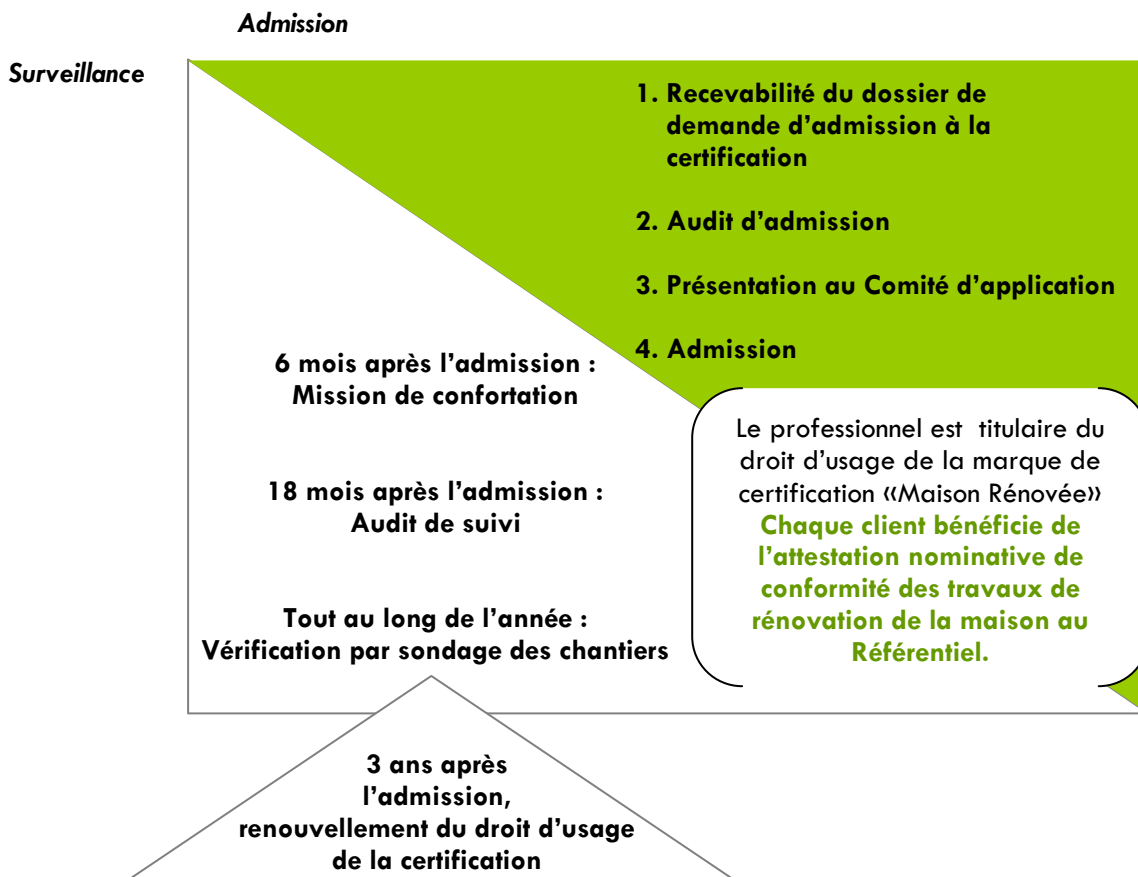 Admission
Surveillance
1. Recevabilité du dossier de
demande d'admission à la
certification
2. Audit d'admission
3. Présentation au Comité d'application
4. Admission
6 mois après l'admission :
Mission de confortation
18 mois après l'admission :
Audit de suivi
Tout au long de l'année :
Vérification par sondage des chantiers
Le professionnel est titulaire du
droit d'usage de la marque de
certification «Maison Rénovée»
Chaque client bénéficie de
l'attestation nominative de
conformité des travaux de
rénovation de la maison au
Référentiel.
3 ans après
l'admission,
renouvellement du droit d'usage
de la certification